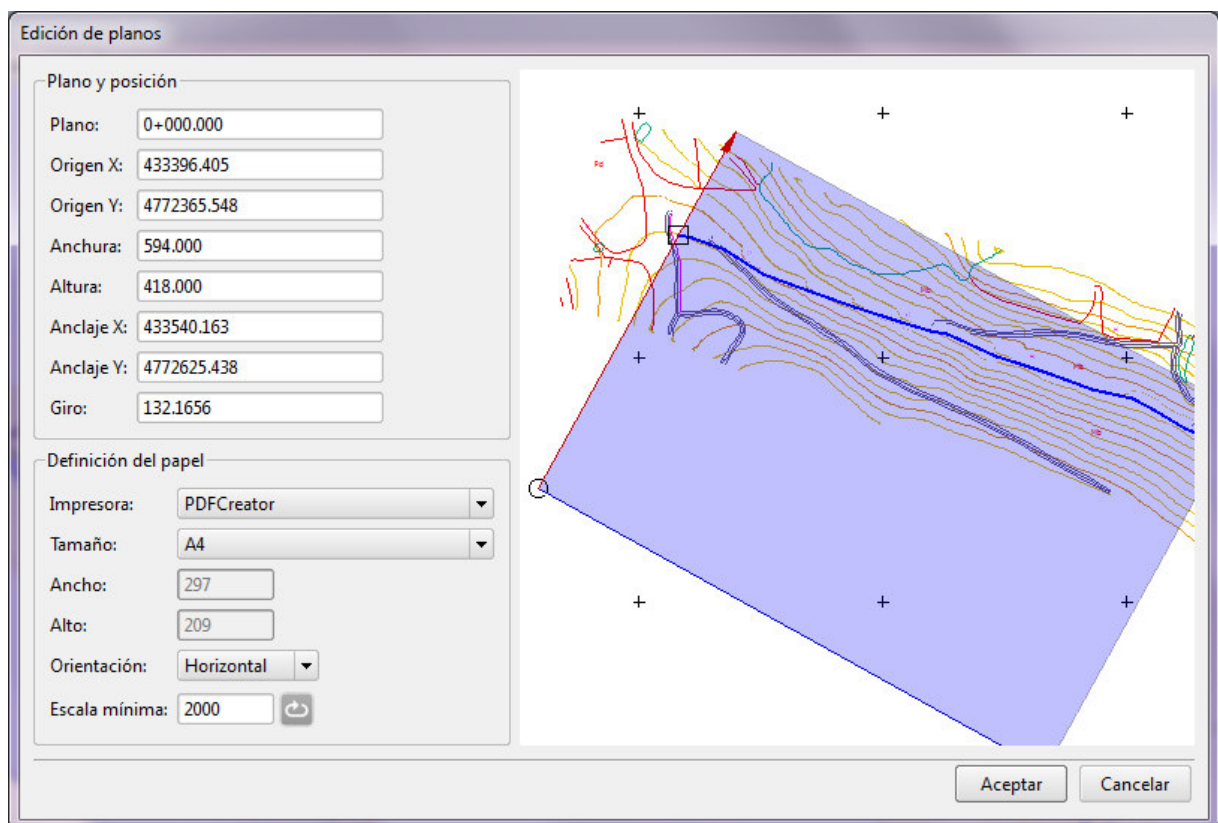 Edición de planos
Plano y posición
Plano: 0+000.000
Origen X: 433396.405
Origen Y: 4772365.548
Anchura: 594.000
Altura: 418.000
Anclaje X: 433540.163
Anclaje Y: 4772625.438
Giro: 132.1656
Definición del papel
Impresora: PDFCreator
Tamaño: A4
Ancho: 297
Alto: 209
Orientación: Horizontal
Escala mínima: 2000
Aceptar Cancelar